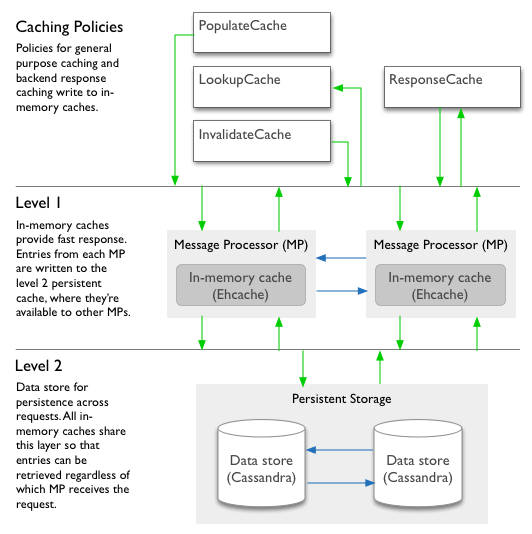 Caching Policies
Policies for general
purpose caching and
backend response
caching write to in-
memory caches.
PopulateCache
LookupCache
ResponseCache
InvalidateCache
Level 1
In-memory caches
provide fast response.
Entries from each MP
are written to the
level 2 persistent
cache, where they're
available to other MPs.
Message Processor (MP)
In-memory cache
(Ehcache)
Message Processor (MP)
In-memory cache
(Ehcache)
Level 2
Data store for
persistence across
requests. All in-
memory caches share
this layer so that
entries can be
retrieved regardless of
which MP receives the
request.
Persistent Storage
Data store
(Cassandra)
Data store
(Cassandra)